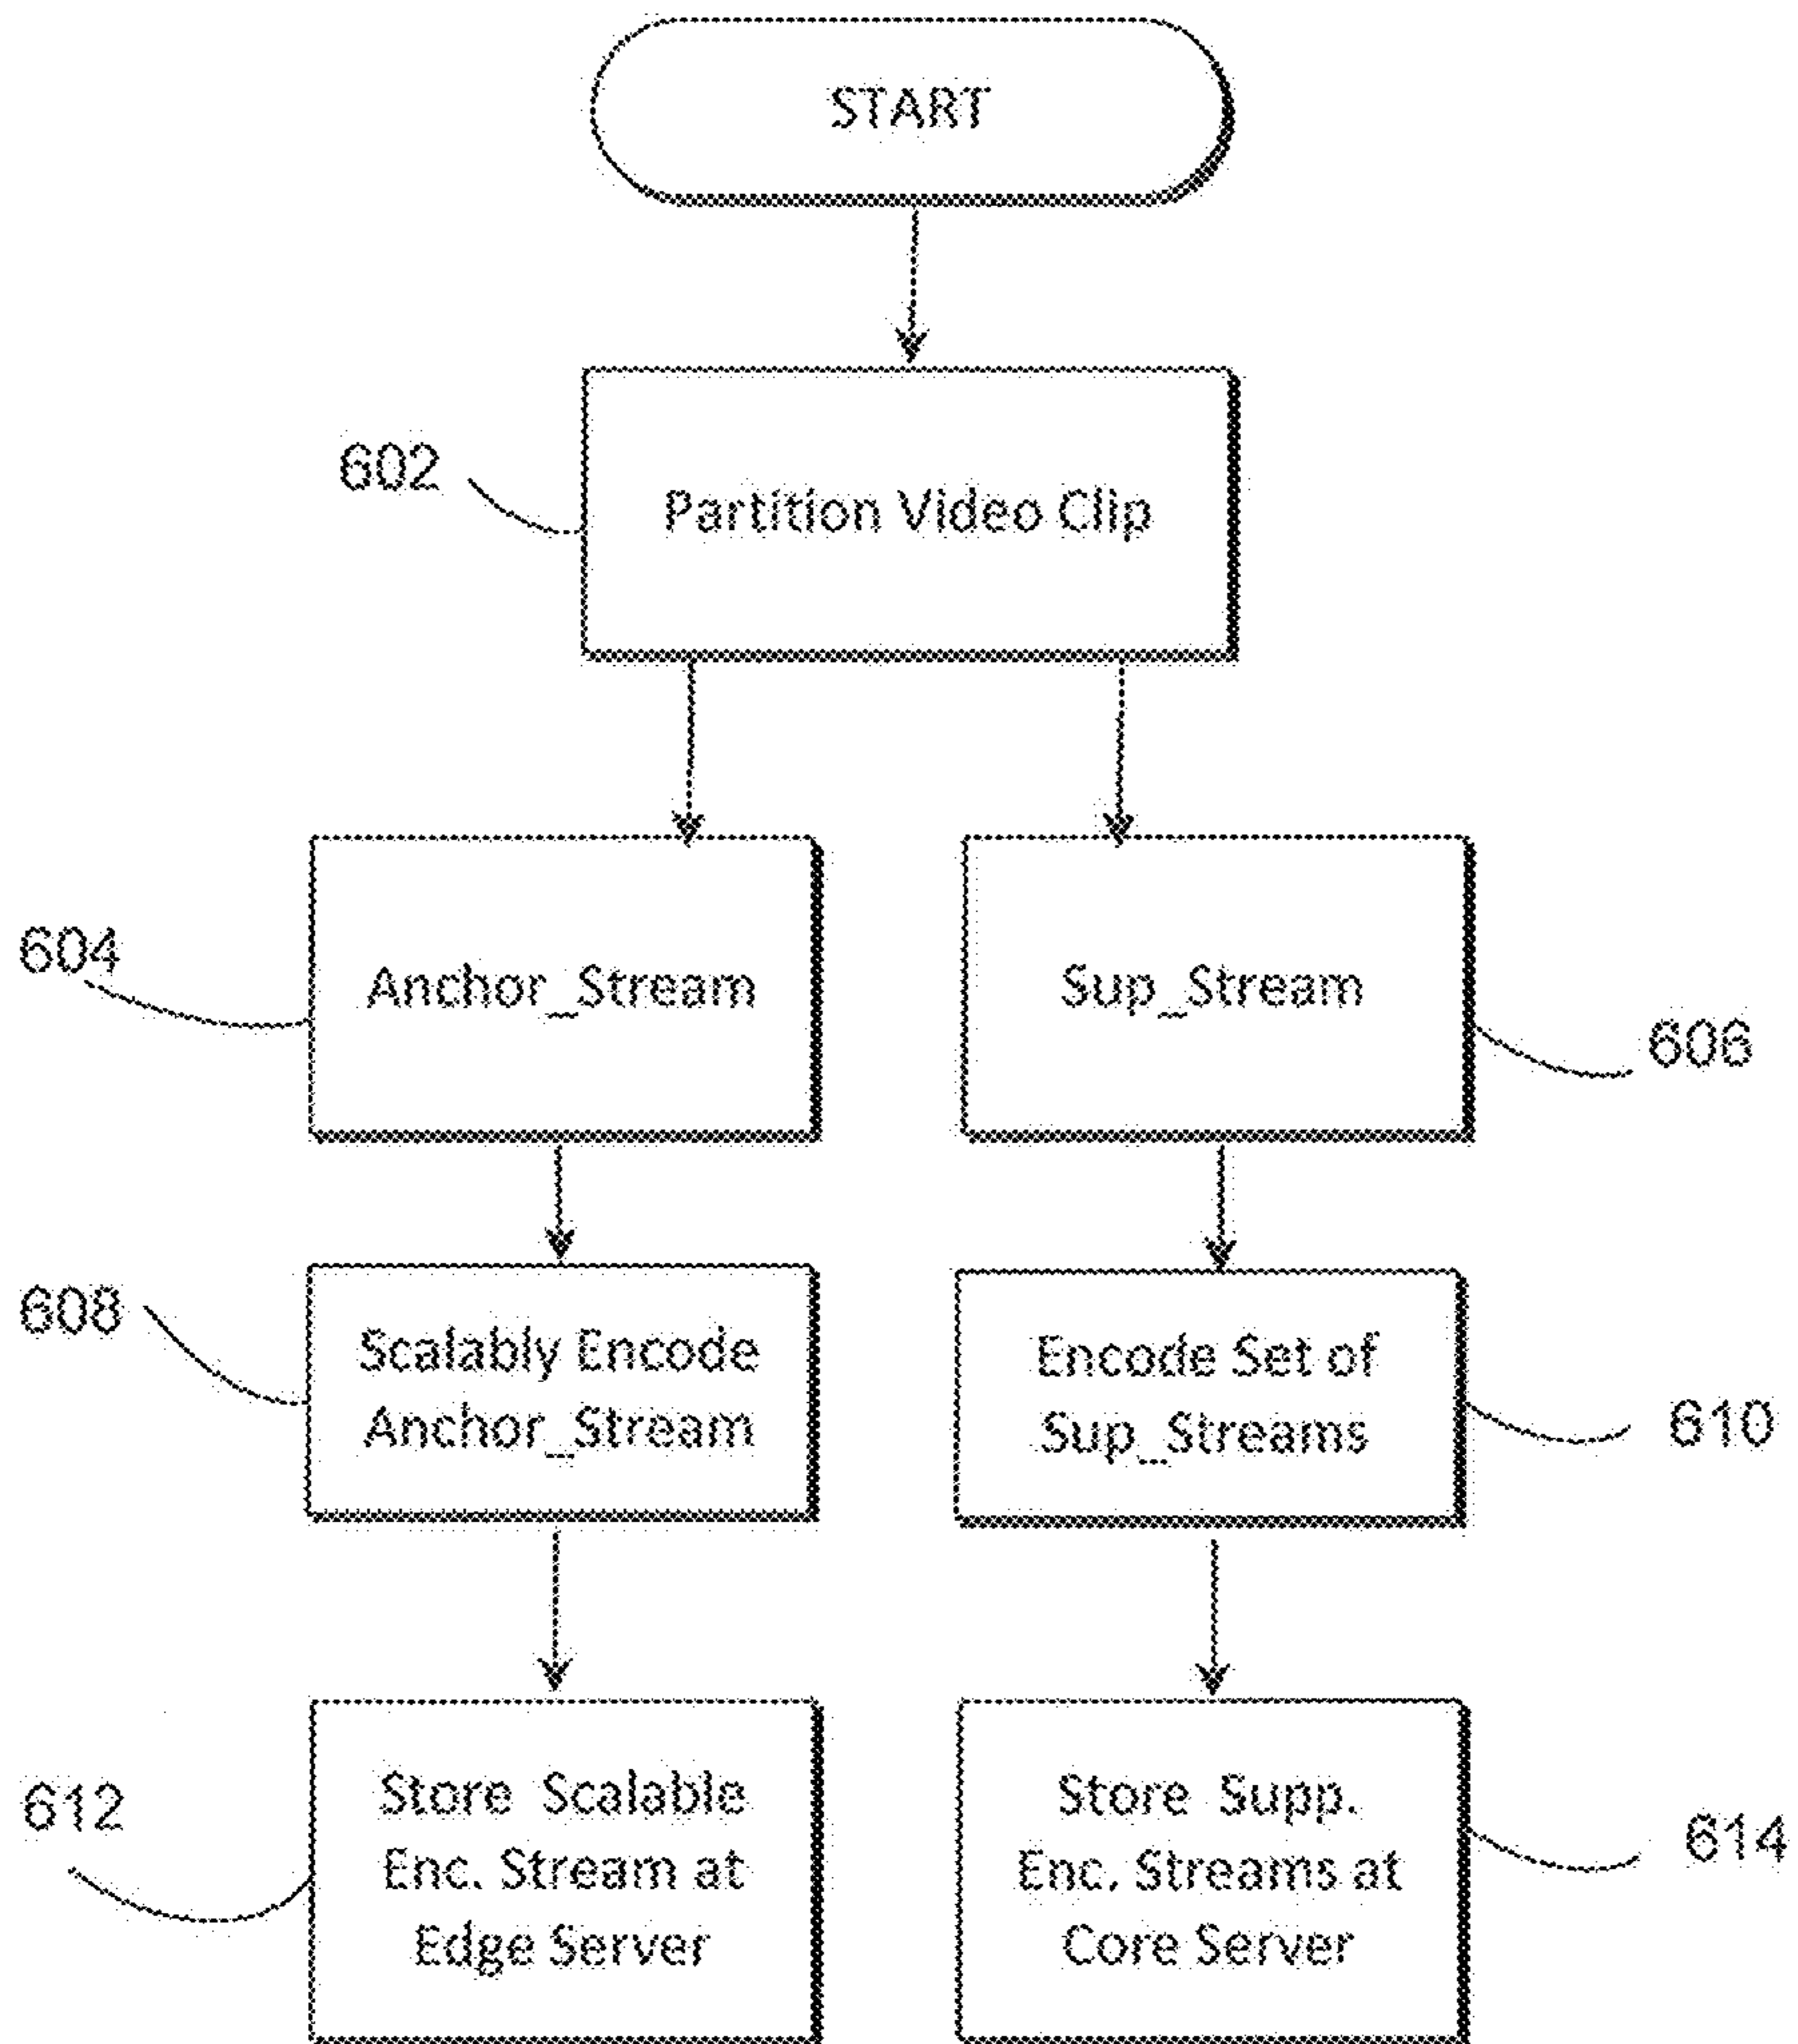 START
602
Partition Video Clip
604
Anchor_Stream
Sup_Stream
606
608
Scalably Encode
Anchor_Stream
Encode Set of
Sup_Streams
610
612
Store Scalable
Enc. Stream at
Edge Server
Store Supp.
Enc. Streams at
Core Server
614